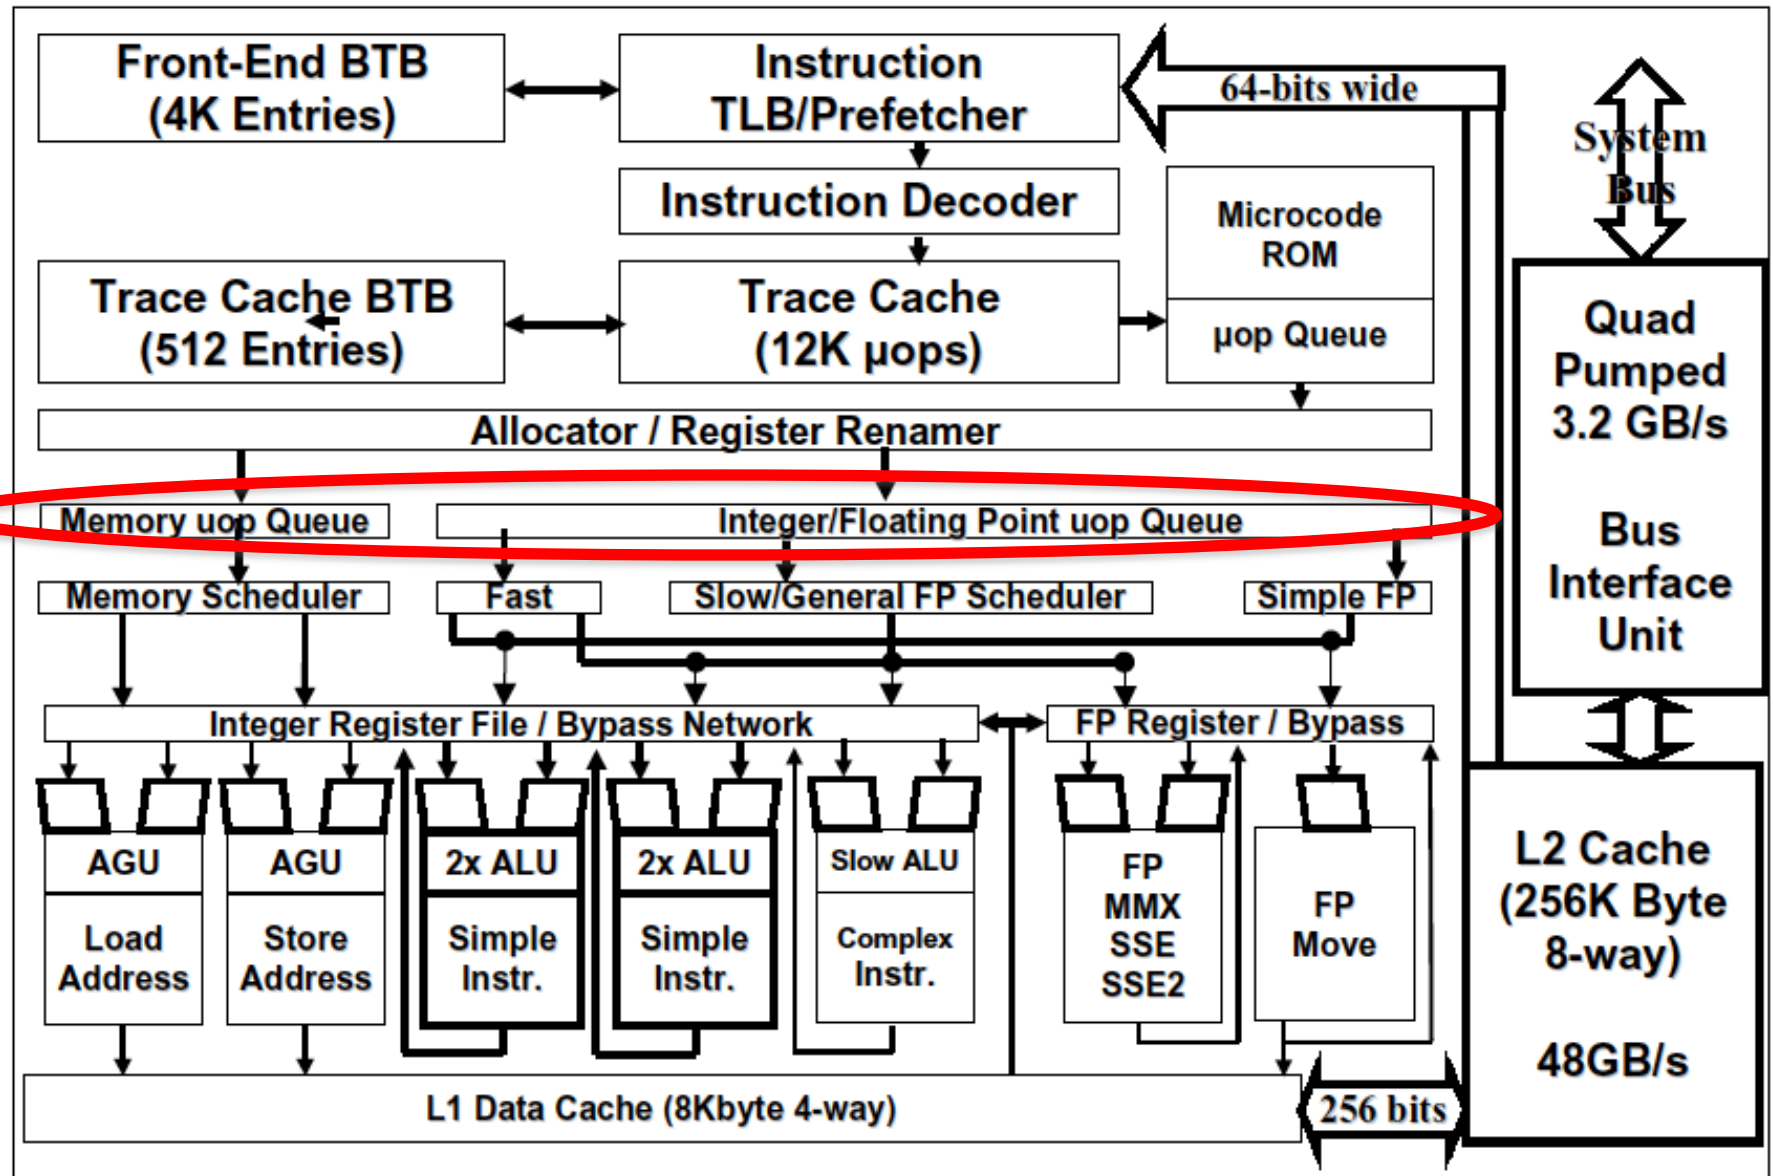 Front-End BTB
(4K Entries)
Instruction
TLB/Prefetcher
64-bits wide
System
Bus
Instruction Decoder
Microcode
ROM
Trace Cache BTB
(512 Entries)
Trace Cache
(12K µops)
µop Queue
Quad
Pumped
3.2 GB/s
Bus
Interface
Unit
Allocator / Register Renamer
Memory uop Queue
Integer/Floating Point uop Queue
Memory Scheduler
Fast
Slow/General FP Scheduler
Simple FP
Integer Register File / Bypass Network
FP Register / Bypass
AGU
Load
Address
AGU
Store
Address
2x ALU
Simple
Instr.
2x ALU
Simple
Instr.
Slow ALU
Complex
Instr.
FP
MMX
SSE
SSE2
FP
Move
L2 Cache
(256K Byte
8-way)
48GB/s
L1 Data Cache (8Kbyte 4-way)
256 bits